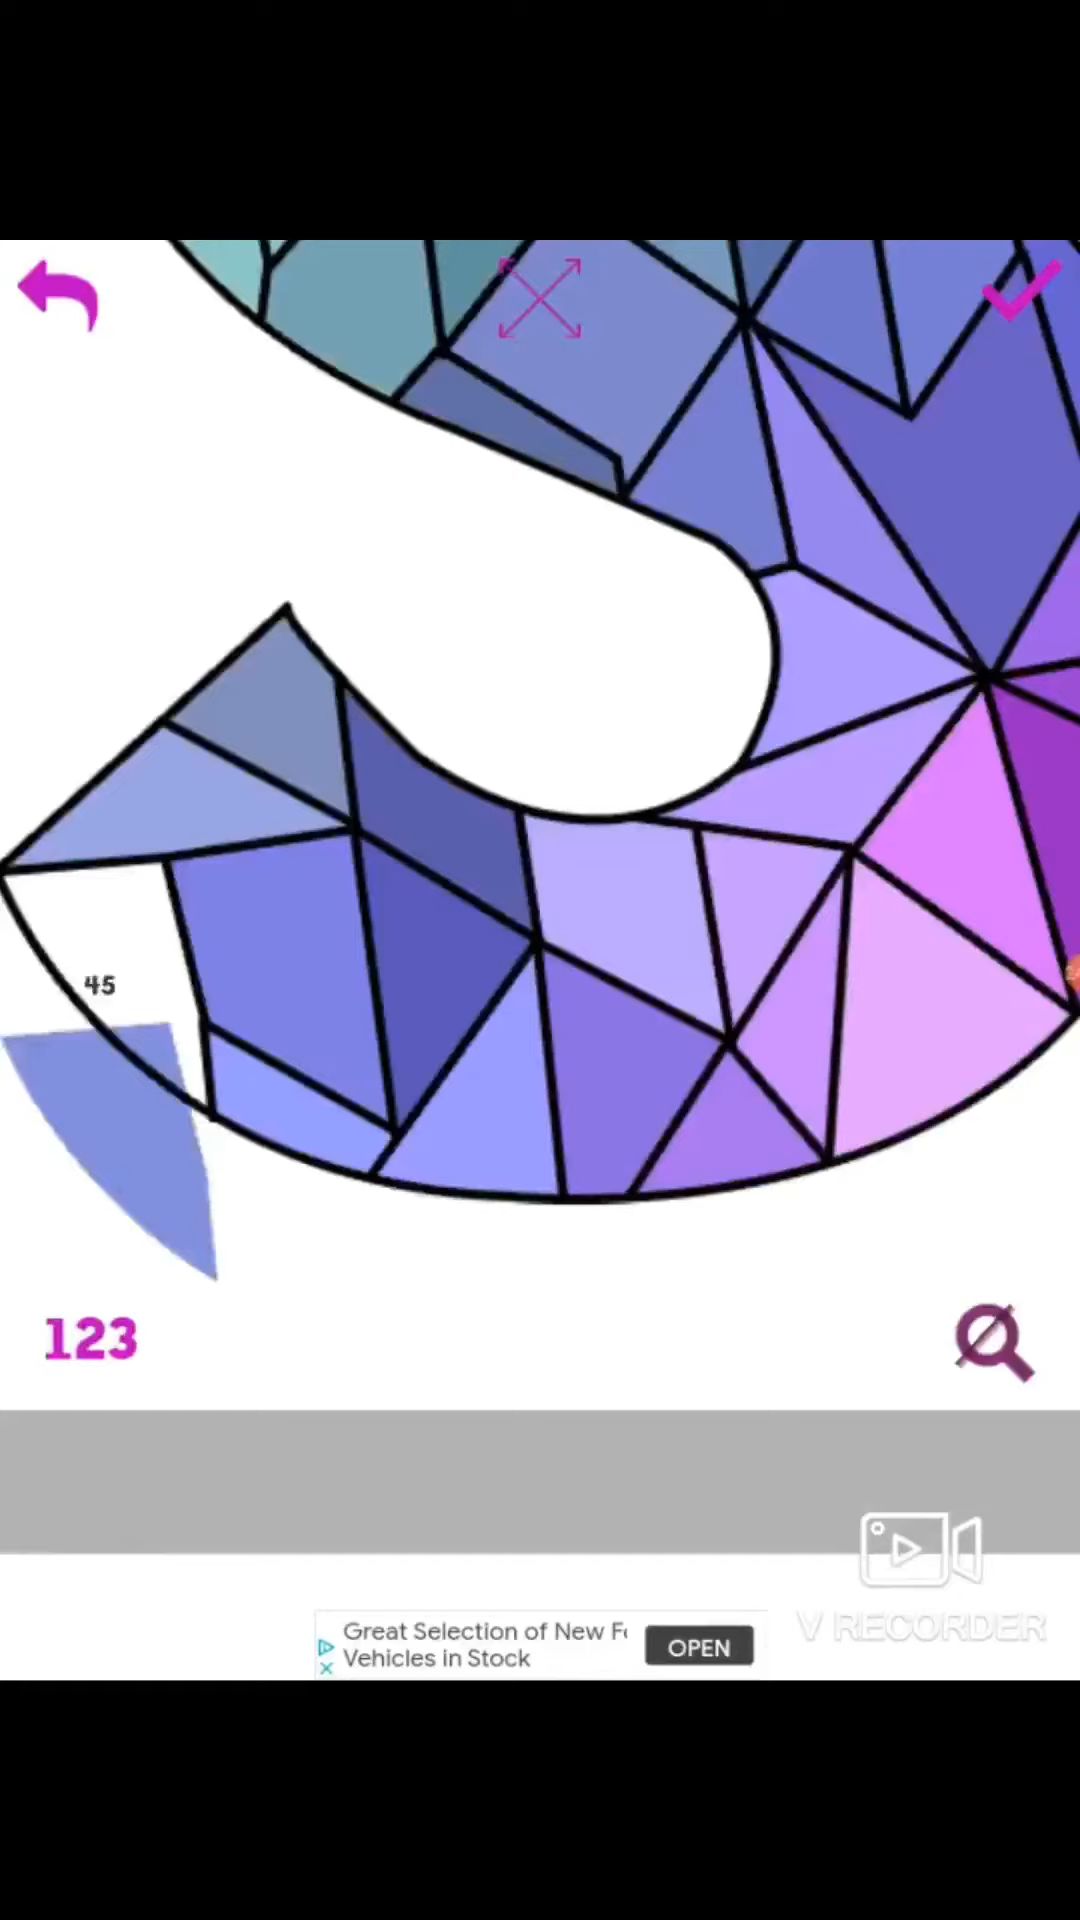 45
123
V RECORDER
Great Selection of New
Vehicles in Stock
OPEN